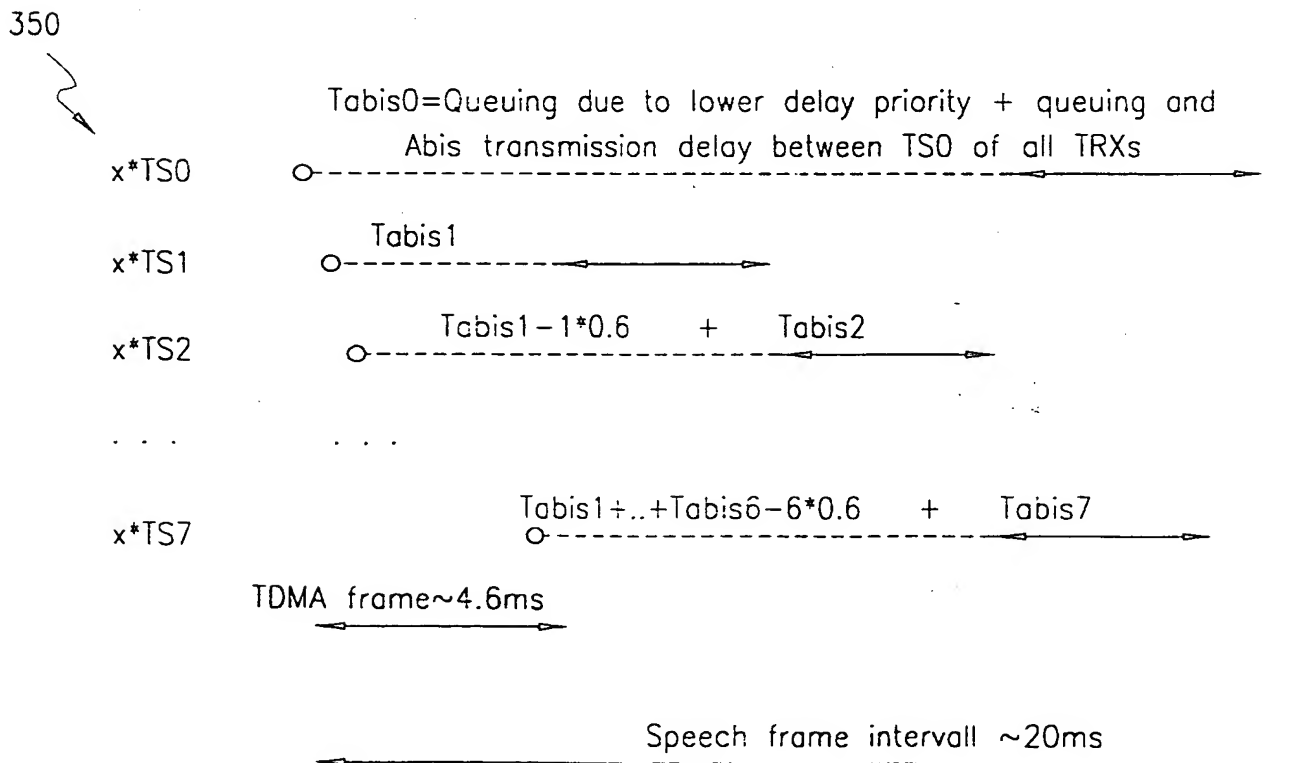 350
Tabis0=Queuing due to lower delay priority + queuing and
Abis transmission delay between TS0 of all TRXs
x*TS0
Tabis1
x*TS1
Tabis1-1*0.6 + Tabis2
x*TS2
. . . . . .
Tabis1+..+Tabis6-6*0.6 + Tabis7
x*TS7
TDMA frame~4.6ms
Speech frame intervall ~20ms